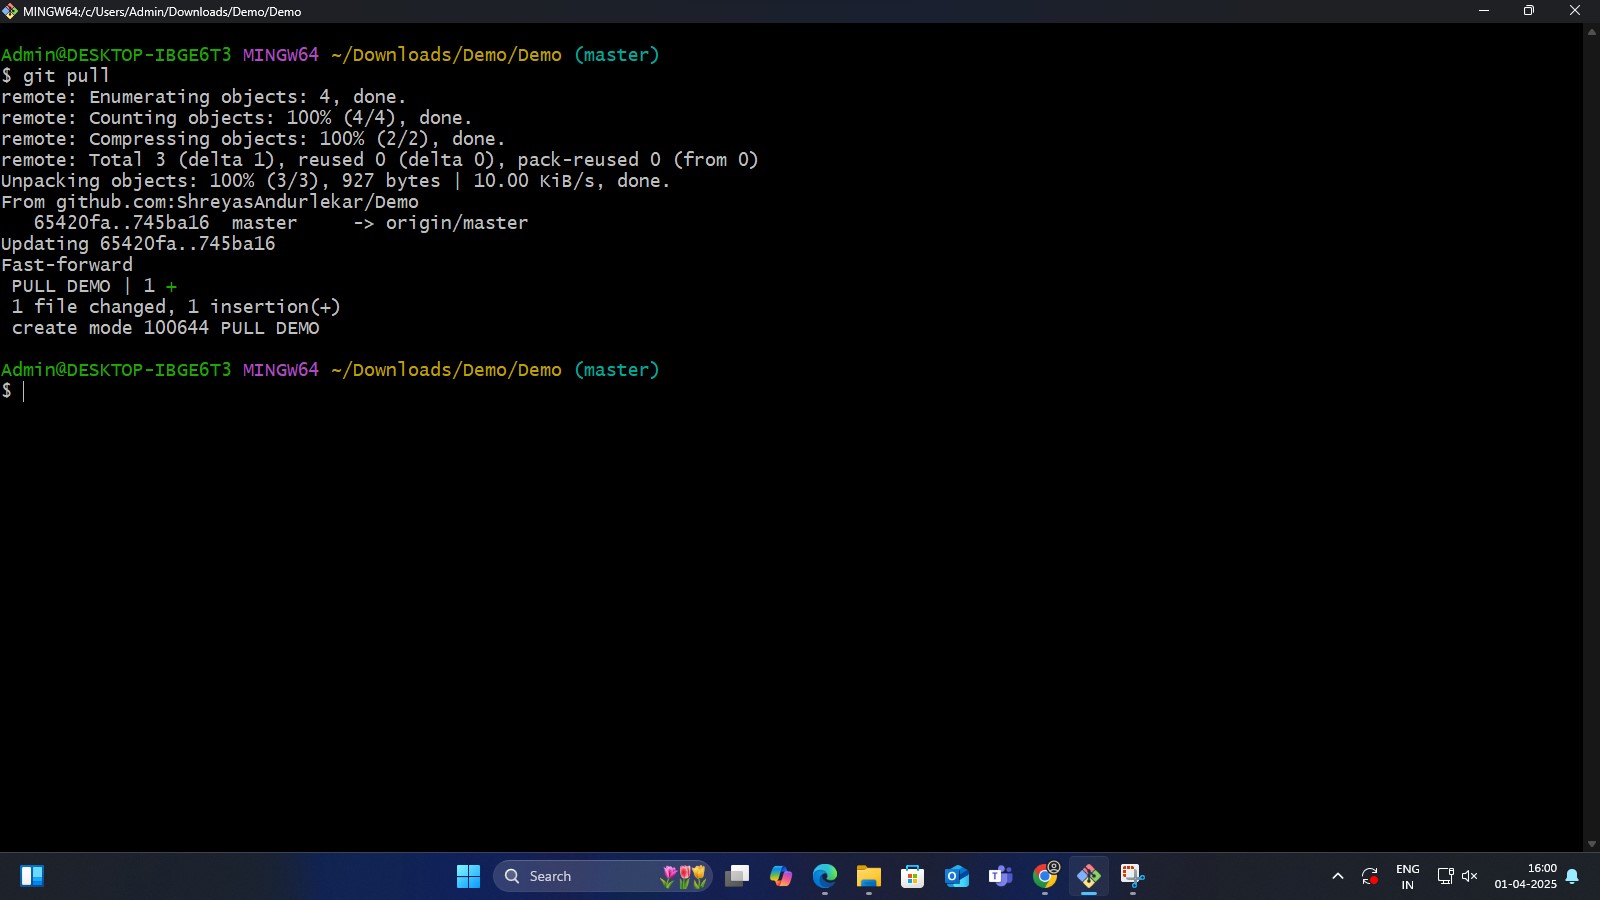 MINGW64:/c/Users/Admin/Downloads/Demo/Demo
Admin@DESKTOP-IBGE6T3 MINGW64 ~/Downloads/Demo/Demo (master)
$ git pull
remote: Enumerating objects: 4, done.
remote: Counting objects: 100% (4/4), done.
remote: Compressing objects: 100% (2/2), done.
remote: Total 3 (delta 1), reused 0 (delta 0), pack-reused 0 (from 0)
Unpacking objects: 100% (3/3), 927 bytes | 10.00 KiB/s, done.
From github.com:ShreyasAndurlekar/Demo
   65420fa..745ba16  master     -> origin/master
Updating 65420fa..745ba16
Fast-forward
 PULL DEMO | 1 +
 1 file changed, 1 insertion(+)
 create mode 100644 PULL DEMO
Admin@DESKTOP-IBGE6T3 MINGW64 ~/Downloads/Demo/Demo (master)
$
Search
ENG
IN
16:00
01-04-2025